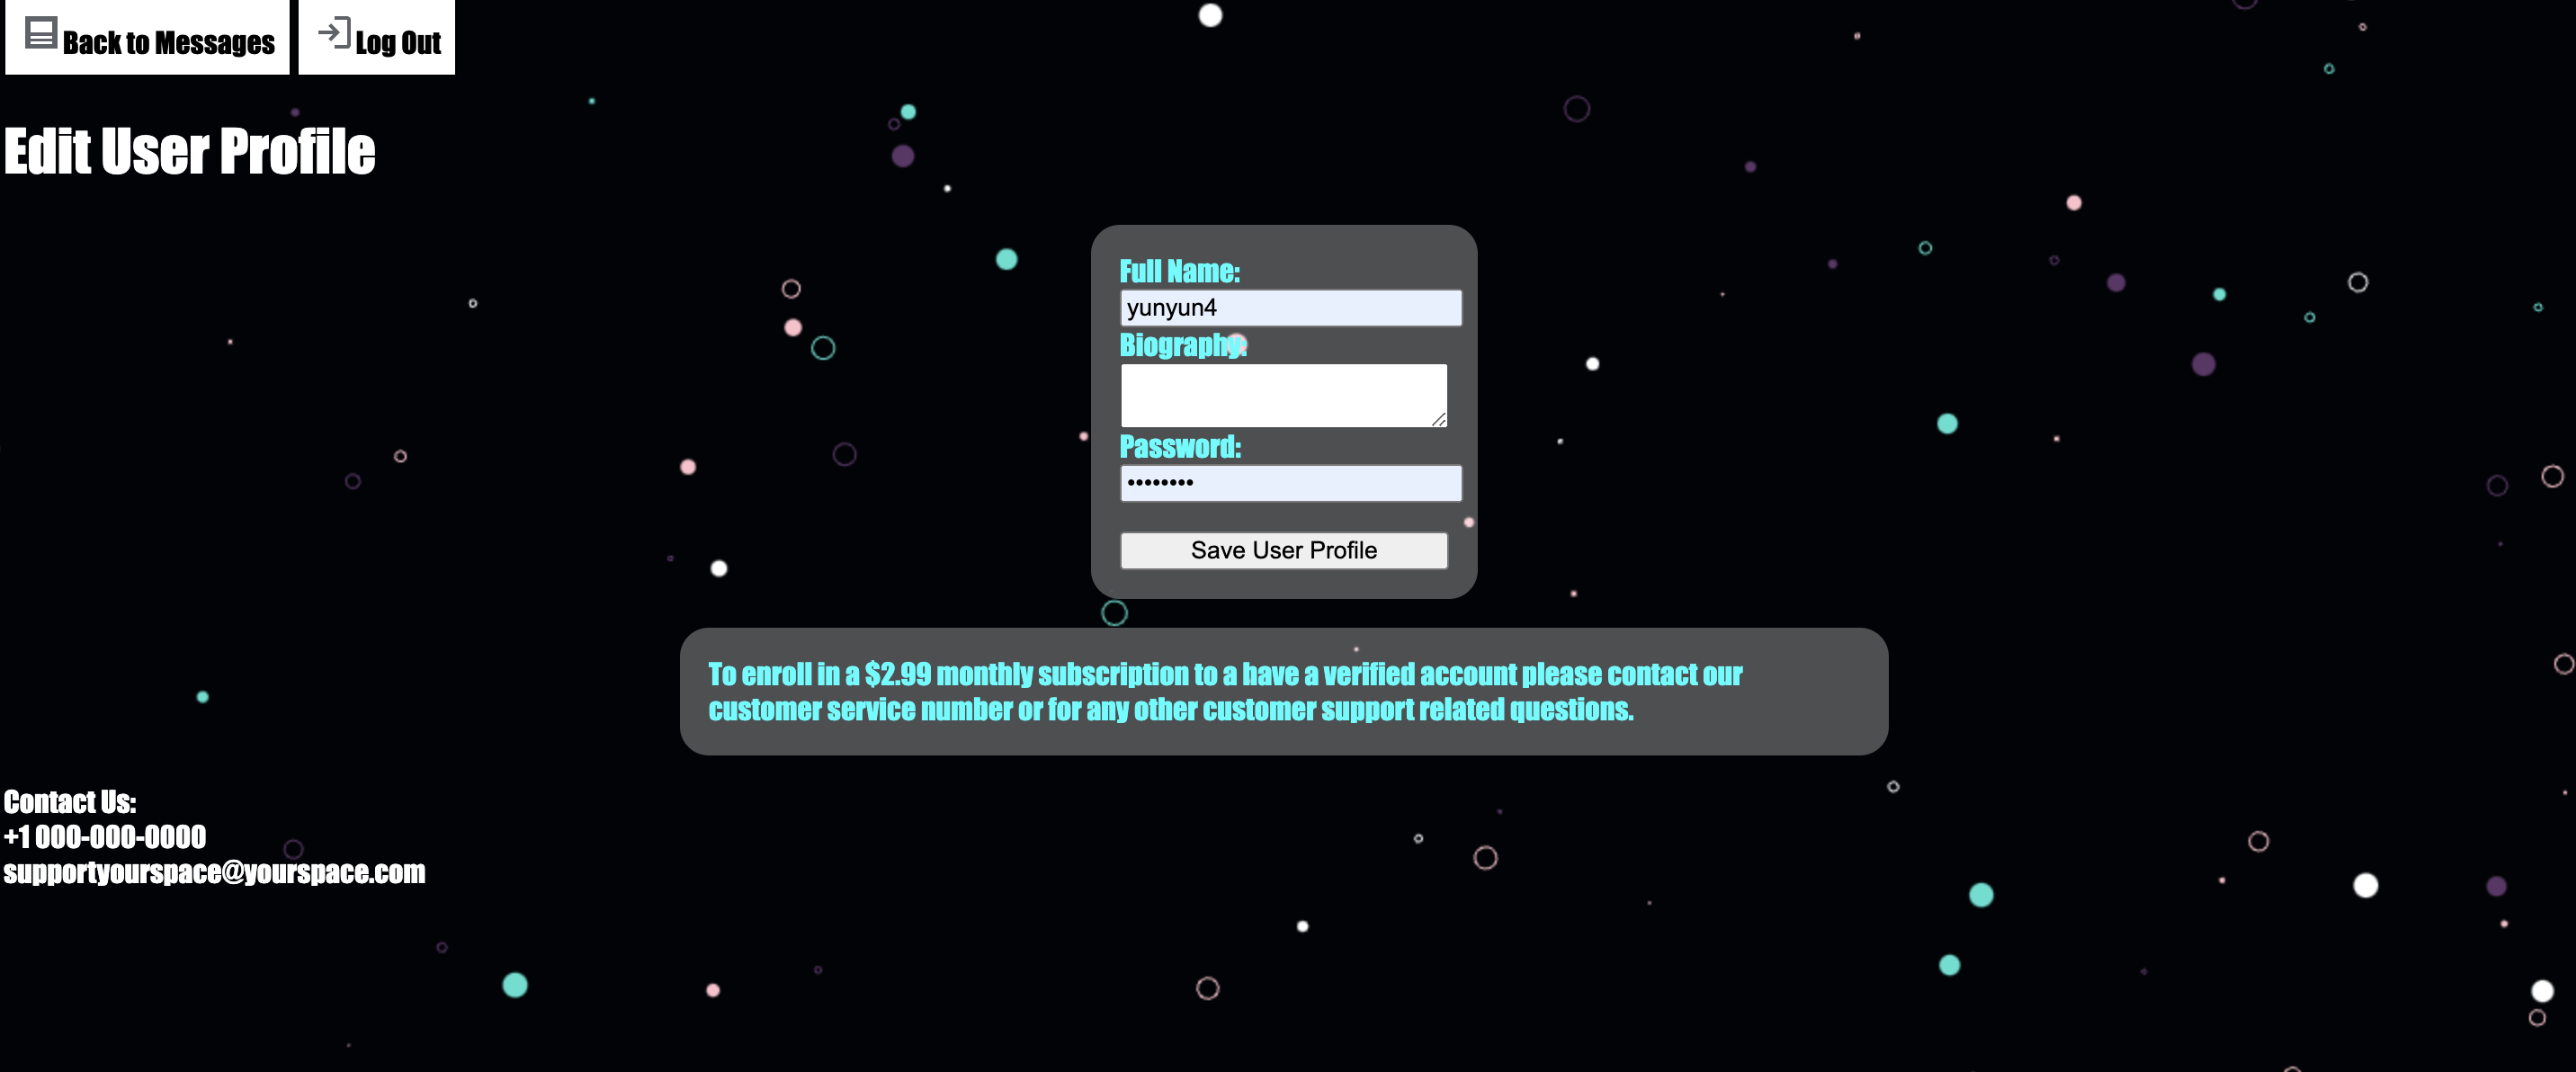 Back to Messages
Log Out
Edit User Profile
Full Name:
yunyun4
Biography:
Password:
••••••••
Save User Profile
To enroll in a $2.99 monthly subscription to a have a verified account please contact our
customer service number or for any other customer support related questions.
Contact Us:
+1 000-000-0000
supportyourspace@yourspace.com